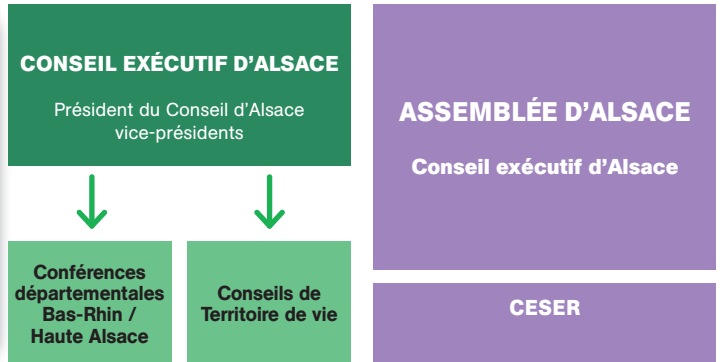 CONSEIL EXÉCUTIF D'ALSACE
Président du Conseil d'Alsace
vice-présidents
Conférences
départementales
Bas-Rhin /
Haute Alsace
Conseils de
Territoire de vie
ASSEMBLÉE D'ALSACE
Conseil exécutif d'Alsace
CESER